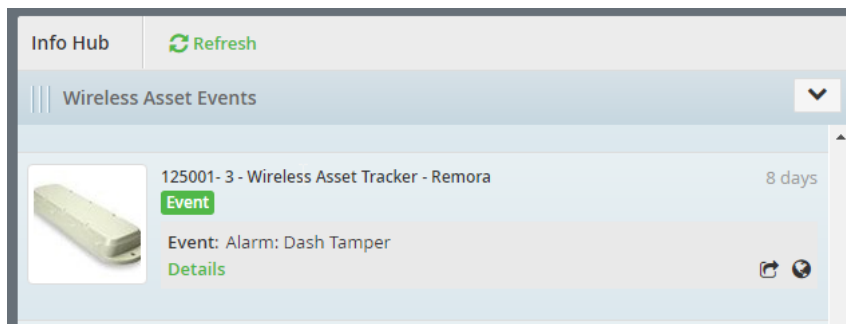 Info Hub
Refresh
Wireless Asset Events
125001- 3 - Wireless Asset Tracker - Remora
8 days
Event
Event: Alarm: Dash Tamper
Details